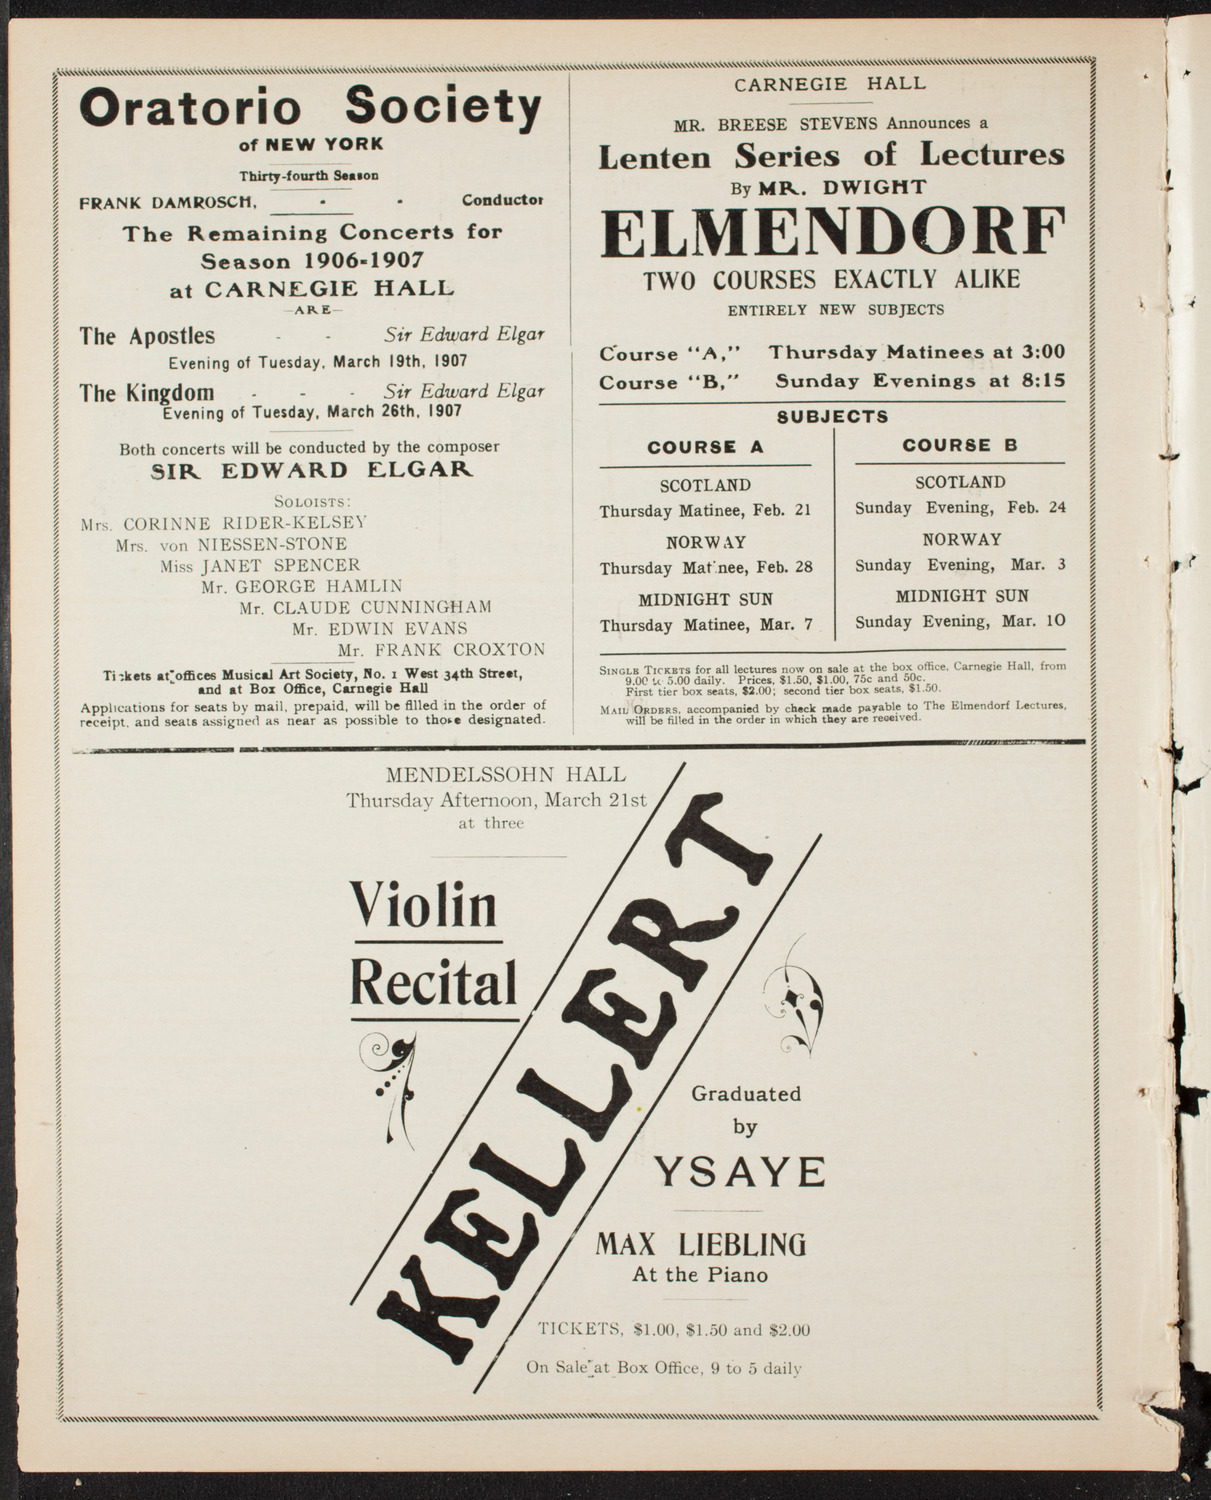 Oratorio Society
of NEW YORK
Thirty-fourth Season
FRANK DAMROSCH, - - Conductor
The Remaining Concerts for
Season 1906-1907
at CARNEGIE HALL
—ARE—
The Apostles - - Sir Edward Elgar
Evening of Tuesday, March 19th, 1907
The Kingdom - - - Sir Edward Elgar
Evening of Tuesday, March 26th, 1907
Both concerts will be conducted by the composer
SIR EDWARD ELGAR
SOLOISTS:
Mrs. CORINNE RIDER-KELSEY
Mrs. von NIESSEN-STONE
Miss JANET SPENCER
Mr. GEORGE HAMLIN
Mr. CLAUDE CUNNINGHAM
Mr. EDWIN EVANS
Mr. FRANK CROXTON
Tickets at offices Musical Art Society, No. 1 West 34th Street,
and at Box Office, Carnegie Hall
Applications for seats by mail, prepaid, will be filled in the order of
receipt, and seats assigned as near as possible to those designated.
CARNEGIE HALL
MR. BREESE STEVENS Announces a
Lenten Series of Lectures
By MR. DWIGHT
ELMENDORF
TWO COURSES EXACTLY ALIKE
ENTIRELY NEW SUBJECTS
Course "A," Thursday Matinees at 3:00
Course "B," Sunday Evenings at 8:15
SUBJECTS
COURSE A
SCOTLAND
Thursday Matinee, Feb. 21
NORWAY
Thursday Matinee, Feb. 28
MIDNIGHT SUN
Thursday Matinee, Mar. 7
COURSE B
SCOTLAND
Sunday Evening, Feb. 24
NORWAY
Sunday Evening, Mar. 3
MIDNIGHT SUN
Sunday Evening, Mar. 10
SINGLE TICKETS for all lectures now on sale at the box office, Carnegie Hall, from
9.00 to 5.00 daily. Prices, $1.50, $1.00, 75c and 50c.
First tier box seats, $2.00; second tier box seats, $1.50.
MAIL ORDERS, accompanied by check made payable to The Elmendorf Lectures,
will be filled in the order in which they are received.
MENDELSSOHN HALL
Thursday Afternoon, March 21st
at three
Violin
Recital
KELLERT
Graduated
by
YSAYE
MAX LIEBLING
At the Piano
TICKETS, $1.00, $1.50 and $2.00
On Sale at Box Office, 9 to 5 daily